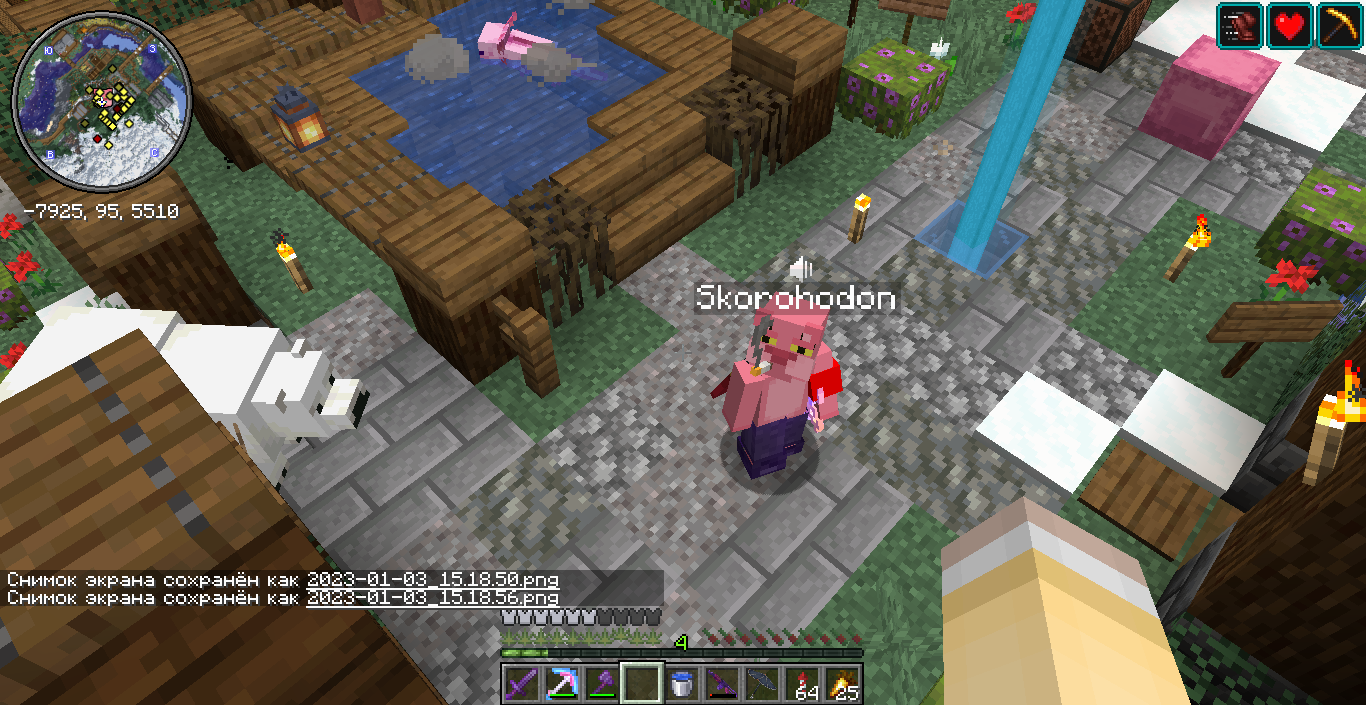 Ю
З
В
С
-7925, 95, 5510
Skorohodon
Снимок экрана сохранён как 2023-01-03_15.18.50.png
Снимок экрана сохранён как 2023-01-03_15.18.56.png
4
64
25